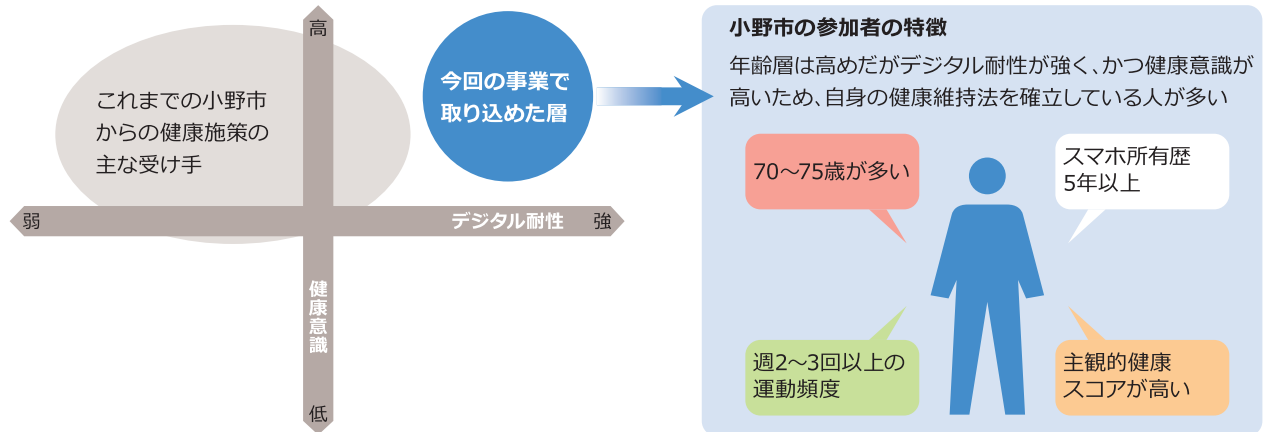 高
これまでの小野市
からの健康施策の
主な受け手
今回の事業で
取り込めた層
弱
デジタル耐性
強
健康意識
低
小野市の参加者の特徴
年齢層は高めだがデジタル耐性が強く、かつ健康意識が
高いため、自身の健康維持法を確立している人が多い
70〜75歳が多い
スマホ所有歴
5年以上
週2〜3回以上の
運動頻度
主観的健康
スコアが高い